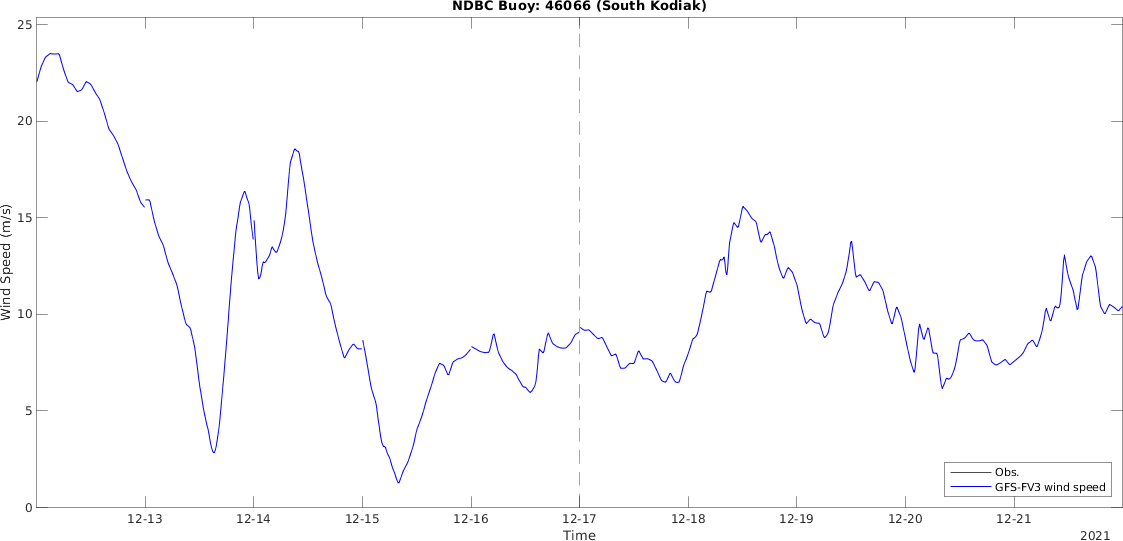 NDBC Buoy: 46066 (South Kodiak)
25
20
15
10
5
0
Wind Speed (m/s)
12-13 12-14 12-15 12-16 12-17 12-18 12-19 12-20 12-21
Time
2021
Obs.
GFS-FV3 wind speed